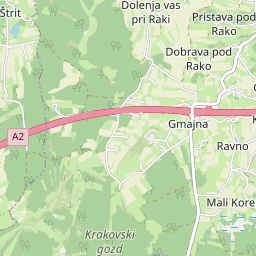 Štrit
Dolenja vas
pri Raki
Pristava pod
Rako
Dobrava pod
Rako
A2
Gmajna
Ravno
Mali Kore
Krakovski
gozd